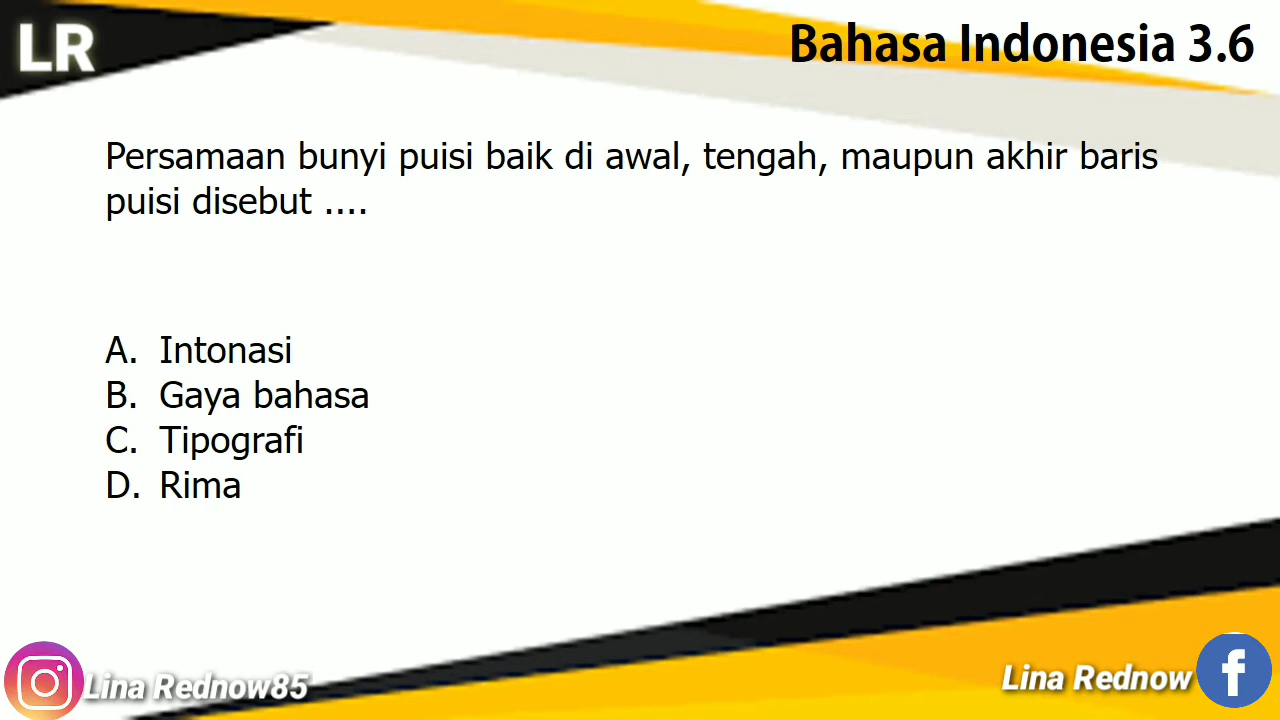 LR
Bahasa Indonesia 3.6
Persamaan bunyi puisi baik di awal, tengah, maupun akhir baris
puisi disebut ....
A. Intonasi
B. Gaya bahasa
C. Tipografi
D. Rima
Lina Rednow85
Lina Rednow